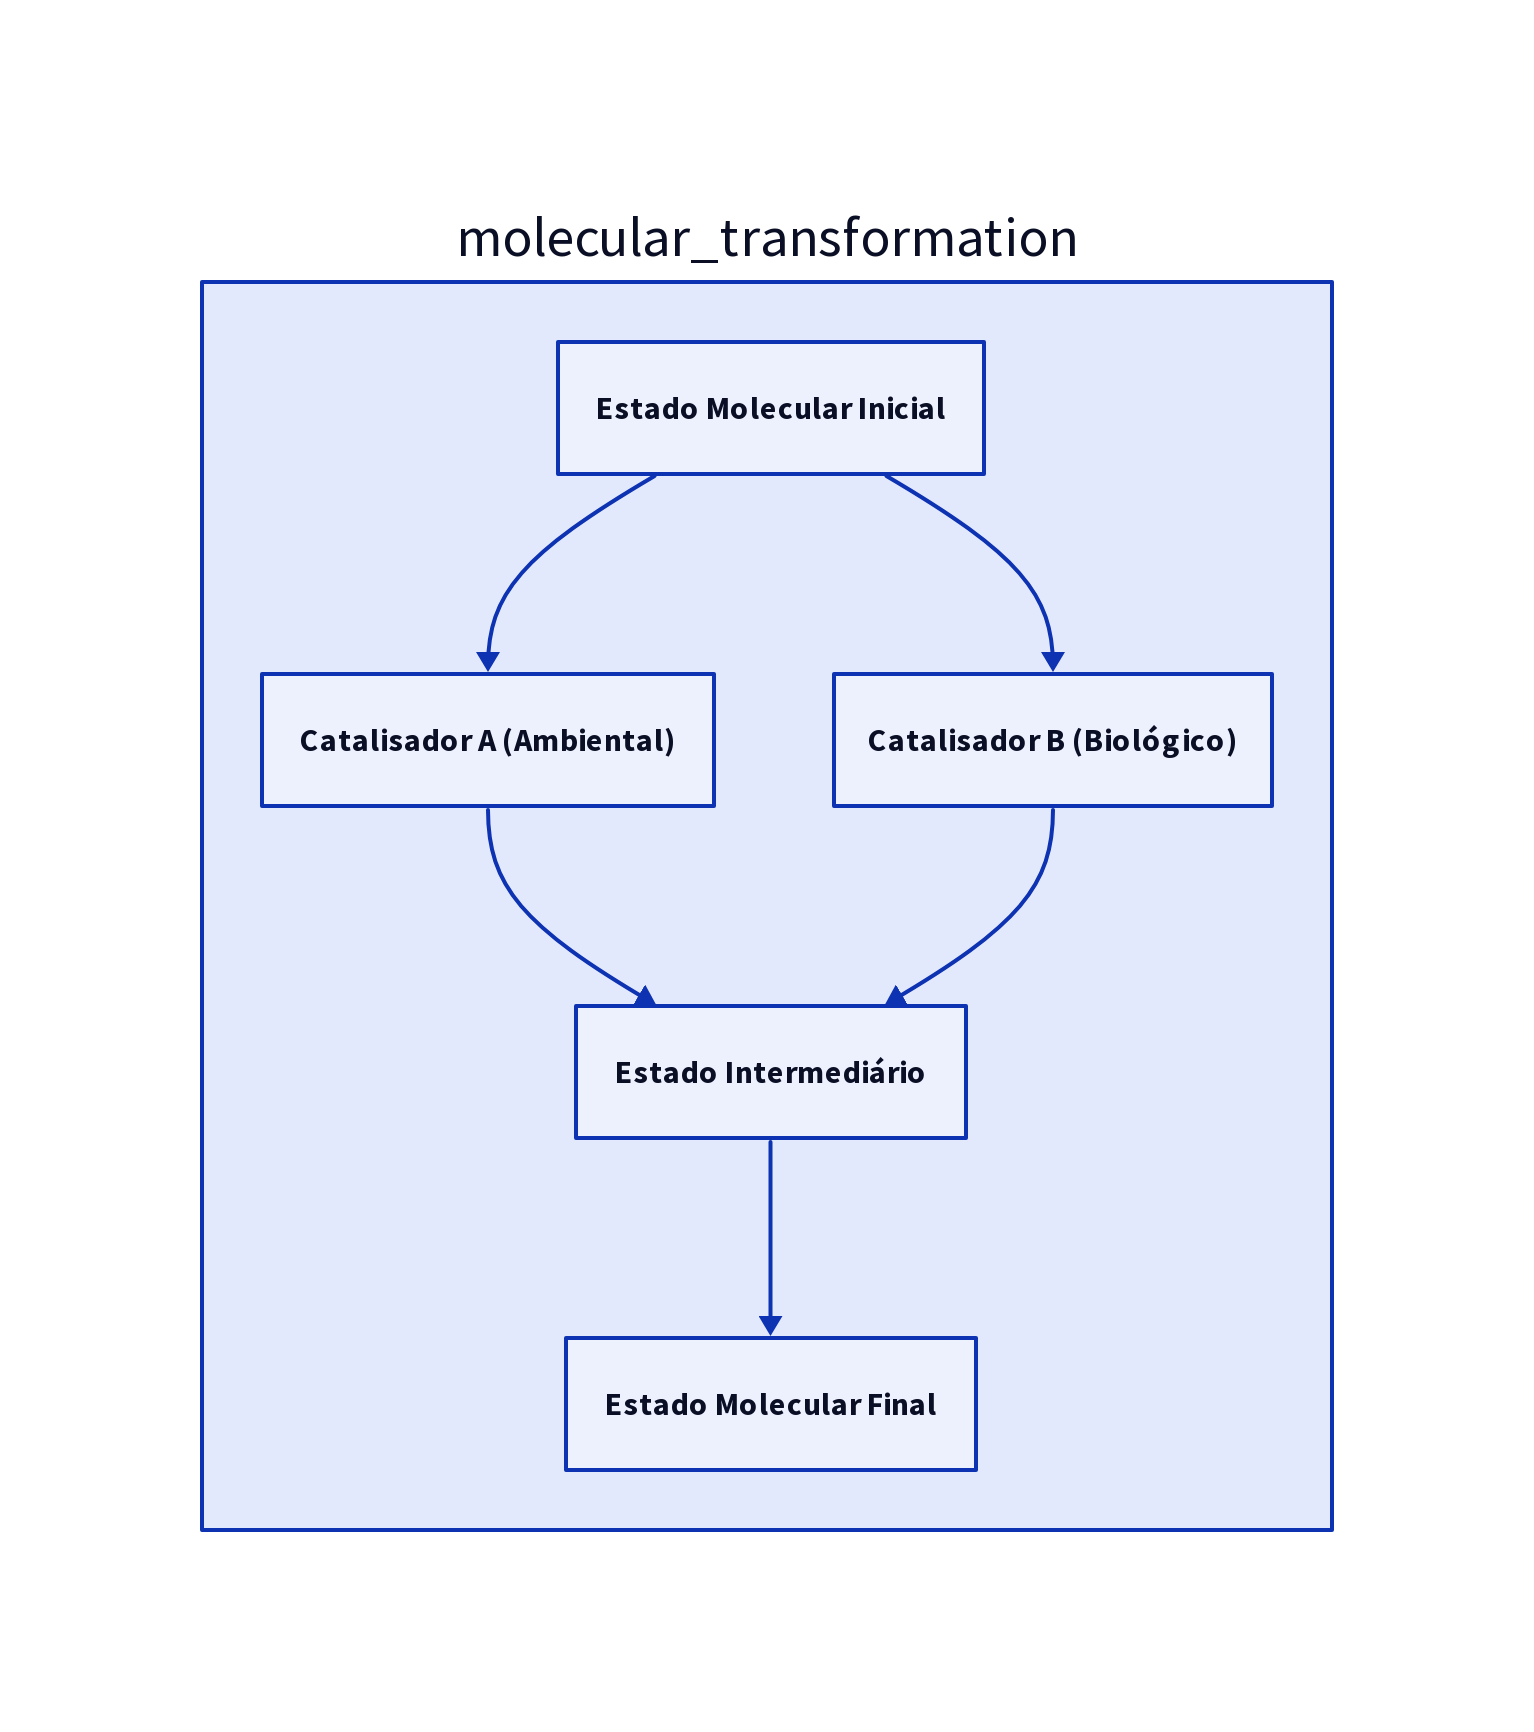 molecular_transformation
Estado Molecular Inicial
Catalisador A (Ambiental)
Catalisador B (Biológico)
Estado Intermediário
Estado Molecular Final